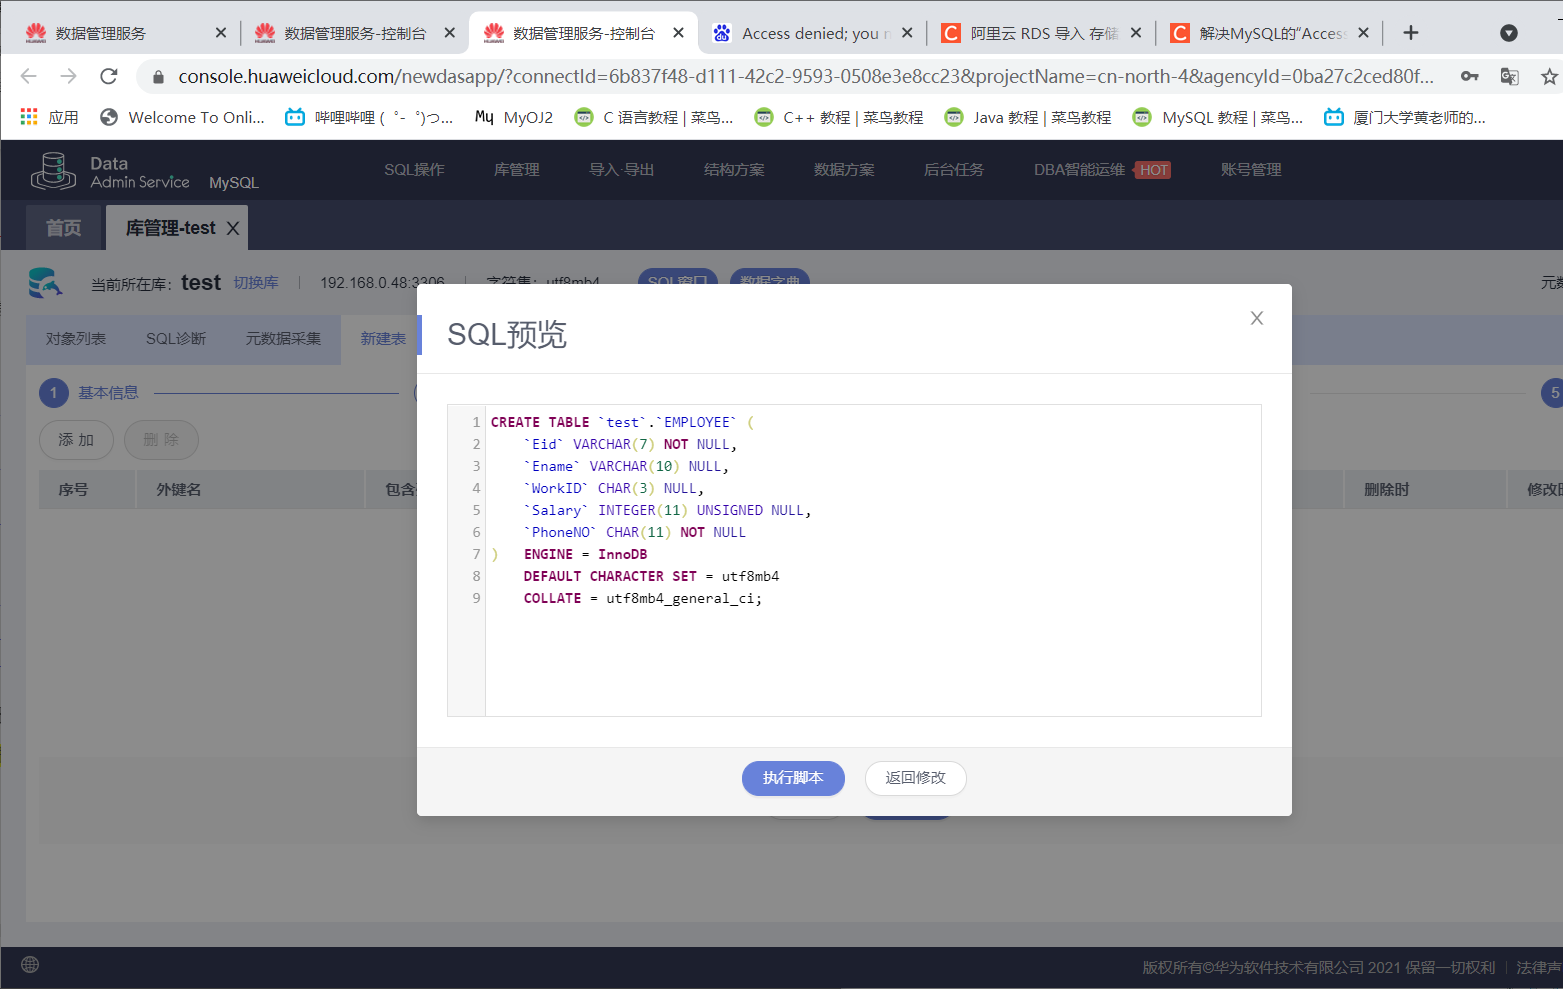 数据管理服务
数据管理服务-控制台
数据管理服务-控制台
Access denied; you n
阿里云 RDS 导入 存储
解决MySQL的“Access
console.huaweicloud.com/newdasapp/?connectId=6b837f48-d111-42c2-9593-0508e3e8cc23&projectName=cn-north-4&agencyId=0ba27c2ced80f...
应用
Welcome To Onli...
哔哩哔哩 (゜-゜)つ...
MyOJ2
C 语言教程 | 菜鸟...
C++ 教程 | 菜鸟教程
Java 教程 | 菜鸟教程
MySQL 教程 | 菜鸟...
厦门大学黄老师的...
Data
Admin Service
MySQL
SQL操作
库管理
导入·导出
结构方案
数据方案
后台任务
DBA智能运维
HOT
账号管理
首页
库管理-test
当前所在库: test
切换库
192.168.0.48:3306
字符集: utf8mb4
SQL窗口
数据字典
元数
对象列表
SQL诊断
元数据采集
新建表
SQL预览
1
基本信息
5
添加
删除
序号
外键名
包含
删除时
修改时
1 CREATE TABLE `test`.`EMPLOYEE` (
2 `Eid` VARCHAR(7) NOT NULL,
3 `Ename` VARCHAR(10) NULL,
4 `WorkID` CHAR(3) NULL,
5 `Salary` INTEGER(11) UNSIGNED NULL,
6 `PhoneNO` CHAR(11) NOT NULL
7 ) ENGINE = InnoDB
8 DEFAULT CHARACTER SET = utf8mb4
9 COLLATE = utf8mb4_general_ci;
执行脚本
返回修改
版权所有©华为软件技术有限公司 2021 保留一切权利
法律声